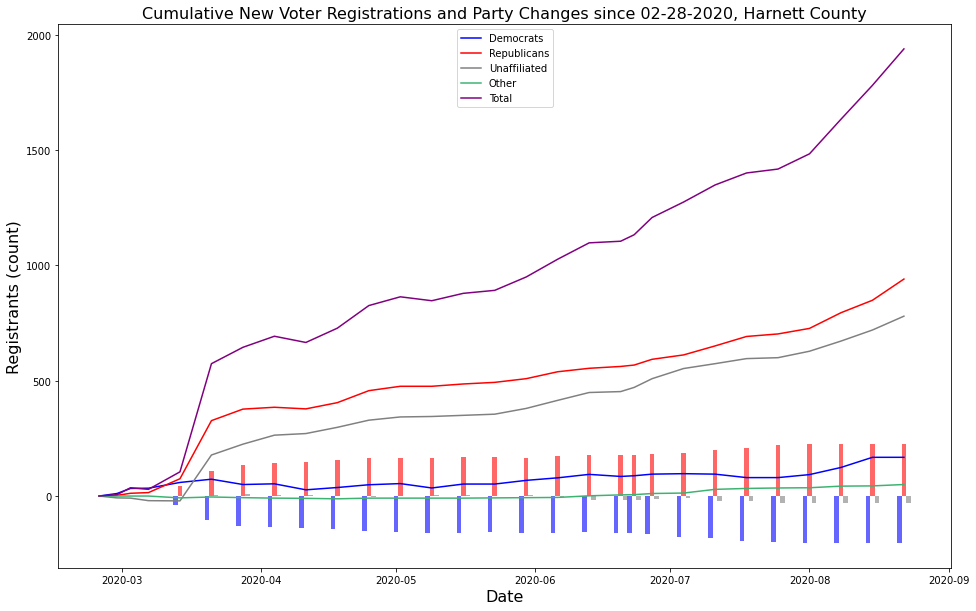 Cumulative New Voter Registrations and Party Changes since 02-28-2020, Harnett County
Democrats
Republicans
Unaffiliated
Other
Total
Registrants (count)
2000
1500
1000
500
0
2020-03
2020-04
2020-05
2020-06
2020-07
2020-08
2020-09
Date